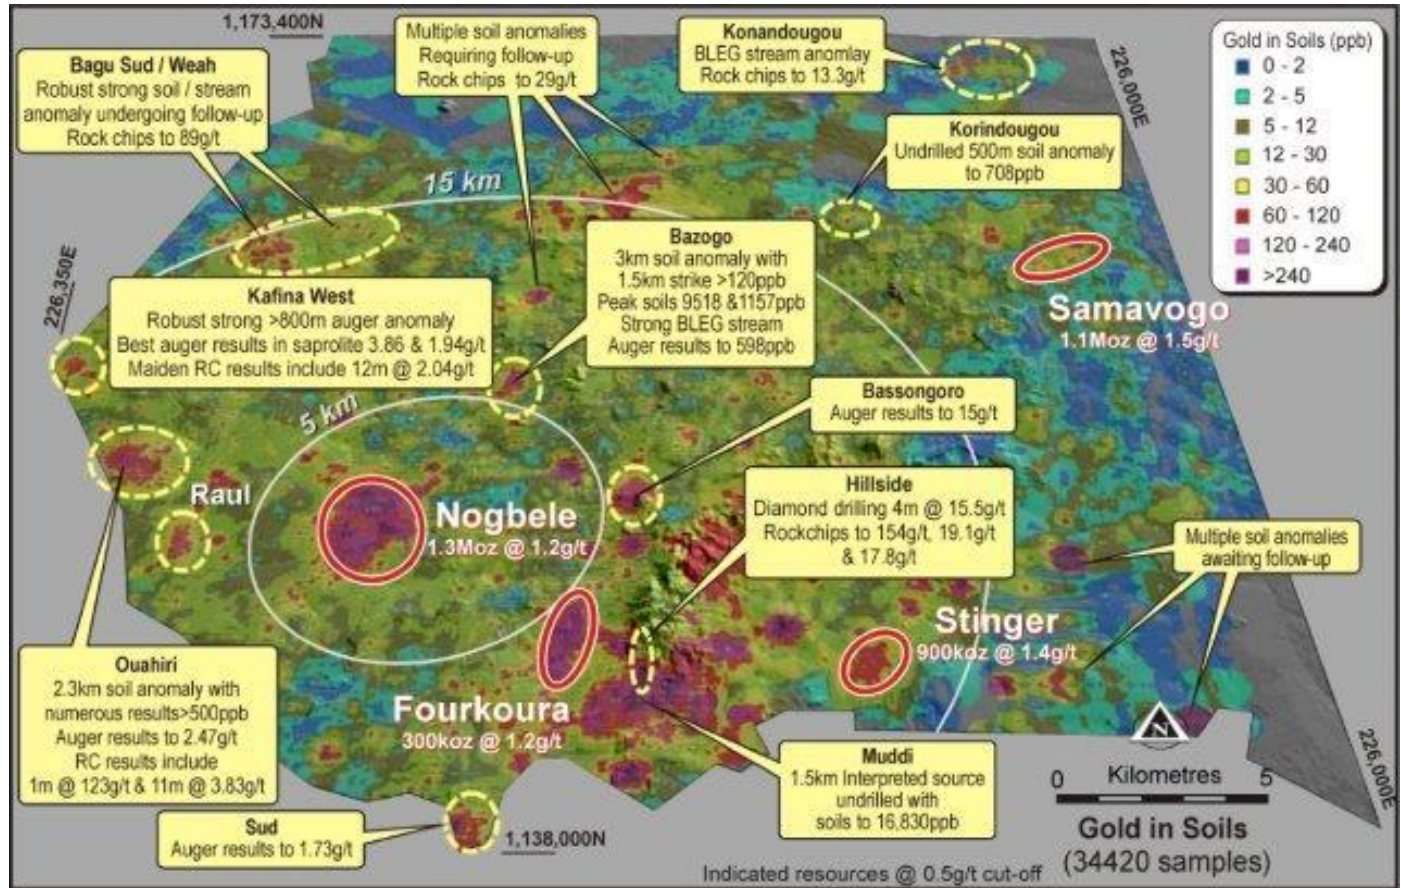 1,173,400N
Bagu Sud / Weah
Robust strong soil / stream
anomaly undergoing follow-up
Rock chips to 89g/t
Multiple soil anomalies
Requiring follow-up
Rock chips to 29g/t
Konandougou
BLEG stream anomlay
Rock chips to 13.3g/t
226,000E
Gold in Soils (ppb)
0 - 2
2 - 5
5 - 12
12 - 30
30 - 60
60 - 120
120 - 240
>240
Korindougou
Undrilled 500m soil anomaly
to 708ppb
15 km
226,350E
Kafina West
Robust strong >800m auger anomaly
Best auger results in saprolite 3.86 & 1.94g/t
Maiden RC results include 12m @ 2.04g/t
Bazogo
3km soil anomaly with
1.5km strike >120ppb
Peak soils 9518 &1157ppb
Strong BLEG stream
Auger results to 598ppb
Samavogo
1.1Moz @ 1.5g/t
5 km
Bassongoro
Auger results to 15g/t
Raul
Nogbele
1.3Moz @ 1.2g/t
Hillside
Diamond drilling 4m @ 15.5g/t
Rockchips to 154g/t, 19.1g/t
& 17.8g/t
Multiple soil anomalies
awaiting follow-up
Stinger
900koz @ 1.4g/t
Ouahiri
2.3km soil anomaly with
numerous results>500ppb
Auger results to 2.47g/t
RC results include
1m @ 123g/t & 11m @ 3.83g/t
Fourkoura
300koz @ 1.2g/t
Muddi
1.5km Interpreted source
undrilled with
soils to 16,830ppb
N
226,000E
0 Kilometres 5
Sud
Auger results to 1.73g/t
1,138,000N
Gold in Soils
(34420 samples)
Indicated resources @ 0.5g/t cut-off